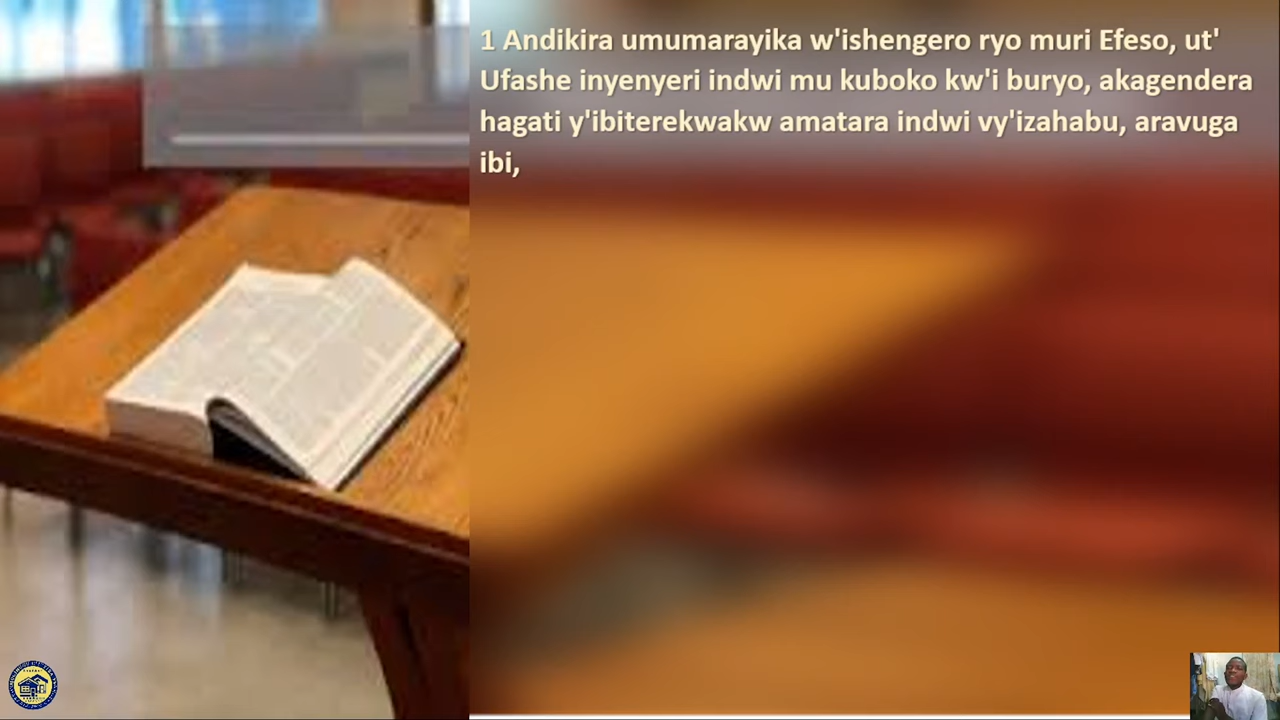 1 Andikira umumarayika w'ishengero ryo muri Efeso, ut'
Ufashe inyenyeri indwi mu kuboko kw'i buryo, akagendera
hagati y'ibiterekwakw amatara indwi vy'izahabu, aravuga
ibi,